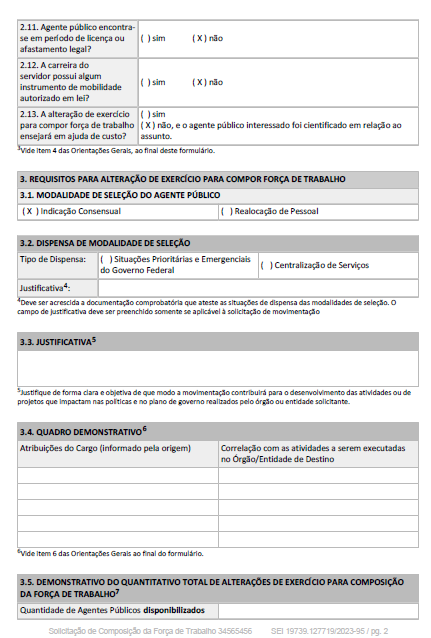 2.11. Agente público encontra-
se em período de licença ou
afastamento legal?
( ) sim ( X ) não
2.12. A carreira do
servidor possui algum
instrumento de mobilidade
autorizado em lei?
( ) sim ( X ) não
2.13. A alteração de exercício
para compor força de trabalho
ensejará em ajuda de custo?
( ) sim
( X ) não, e o agente público interessado foi cientificado em relação ao
assunto.
3Vide item 4 das Orientações Gerais, ao final deste formulário.
3. REQUISITOS PARA ALTERAÇÃO DE EXERCÍCIO PARA COMPOR FORÇA DE TRABALHO
3.1. MODALIDADE DE SELEÇÃO DO AGENTE PÚBLICO
( X ) Indicação Consensual ( ) Realocação de Pessoal
3.2. DISPENSA DE MODALIDADE DE SELEÇÃO
Tipo de Dispensa:
( ) Situações Prioritárias e Emergenciais
do Governo Federal
( ) Centralização de Serviços
Justificativa4:
4Deve ser acrescida a documentação comprobatória que ateste as situações de dispensa das modalidades de seleção. O
campo de justificativa deve ser preenchido somente se aplicável à solicitação de movimentação
3.3. JUSTIFICATIVA5
5Justifique de forma clara e objetiva de que modo a movimentação contribuirá para o desenvolvimento das atividades ou de
projetos que impactam nas políticas e no plano de governo realizados pelo órgão ou entidade solicitante.
3.4. QUADRO DEMONSTRATIVO6
Atribuições do Cargo (informado pela origem)
Correlação com as atividades a serem executadas
no Órgão/Entidade de Destino
6Vide Item 6 das Orientações Gerais ao final do formulário.
3.5. DEMONSTRATIVO DO QUANTITATIVO TOTAL DE ALTERAÇÕES DE EXERCÍCIO PARA COMPOSIÇÃO
DA FORÇA DE TRABALHO7
Quantidade de Agentes Públicos disponibilizados
Solicitação de Composição da Força de Trabalho 34565456 SEI 19739.127719/2023-95 / pg. 2